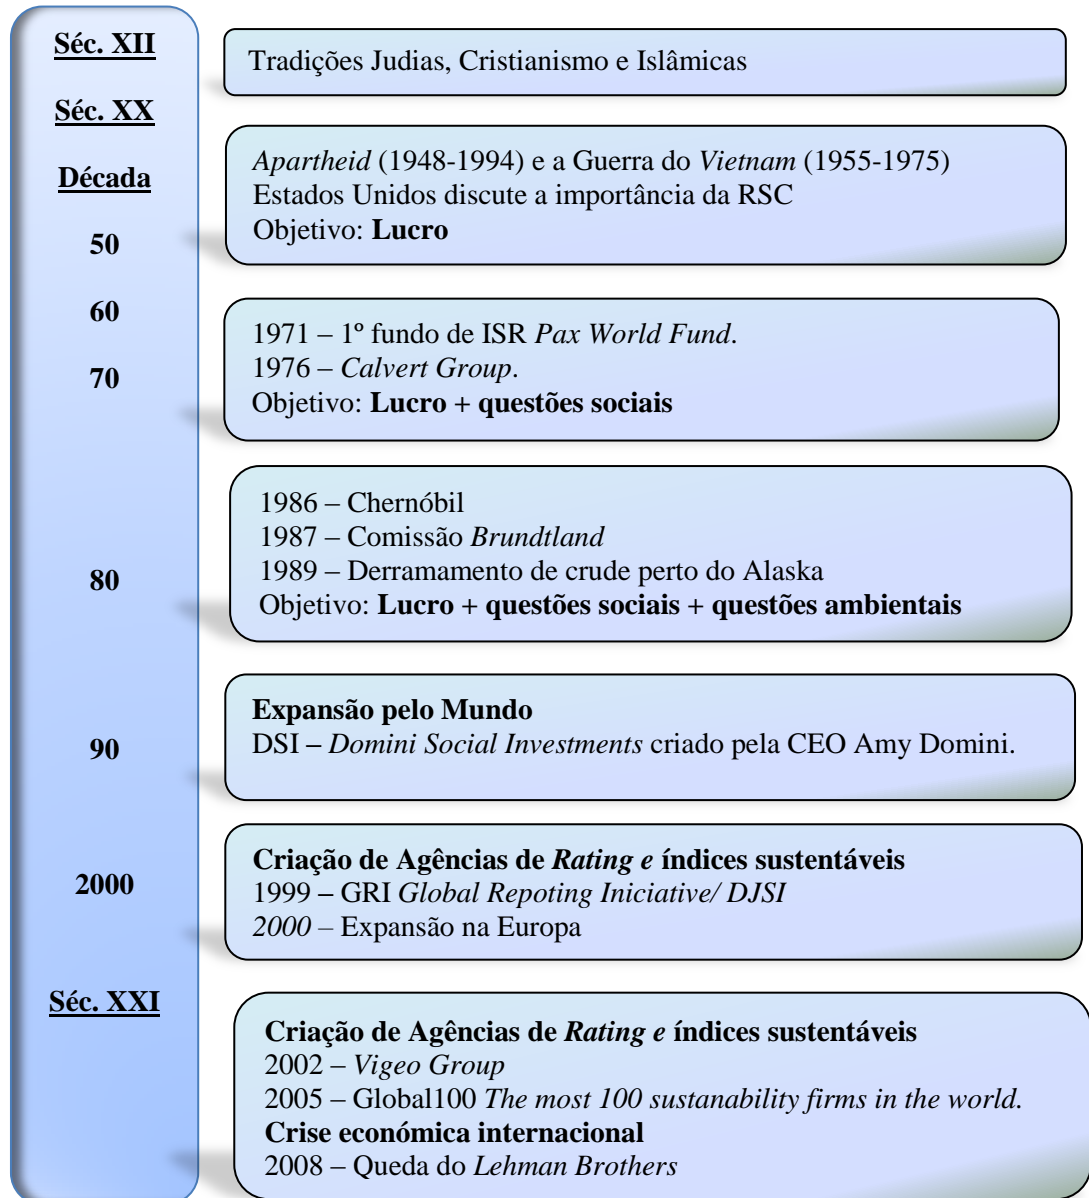 Séc. XII
Tradições Judias, Cristianismo e Islâmicas
Séc. XX
Década
50
Apartheid (1948-1994) e a Guerra do Vietnam (1955-1975)
Estados Unidos discute a importância da RSC
Objetivo: Lucro
60
70
1971 – 1º fundo de ISR Pax World Fund.
1976 – Calvert Group.
Objetivo: Lucro + questões sociais
80
1986 – Chernóbil
1987 – Comissão Brundtland
1989 – Derramamento de crude perto do Alaska
Objetivo: Lucro + questões sociais + questões ambientais
90
Expansão pelo Mundo
DSI – Domini Social Investments criado pela CEO Amy Domini.
2000
Criação de Agências de Rating e índices sustentáveis
1999 – GRI Global Repoting Iniciative/ DJSI
2000 – Expansão na Europa
Séc. XXI
Criação de Agências de Rating e índices sustentáveis
2002 – Vigeo Group
2005 – Global100 The most 100 sustanability firms in the world.
Crise económica internacional
2008 – Queda do Lehman Brothers